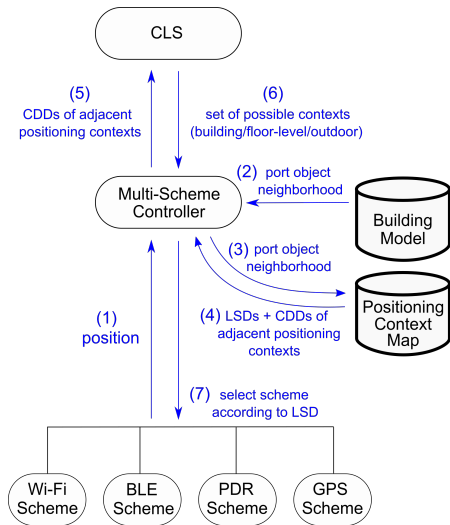 CLS
(5)
CDDs of adjacent
positioning contexts
(6)
set of possible contexts
(building/floor-level/outdoor)
Multi-Scheme
Controller
(2) port object
neighborhood
Building
Model
(3) port object
neighborhood
(4) LSDs + CDDs of
adjacent positioning
contexts
Positioning
Context
Map
(1)
position
(7) select scheme
according to LSD
Wi-Fi
Scheme
BLE
Scheme
PDR
Scheme
GPS
Scheme